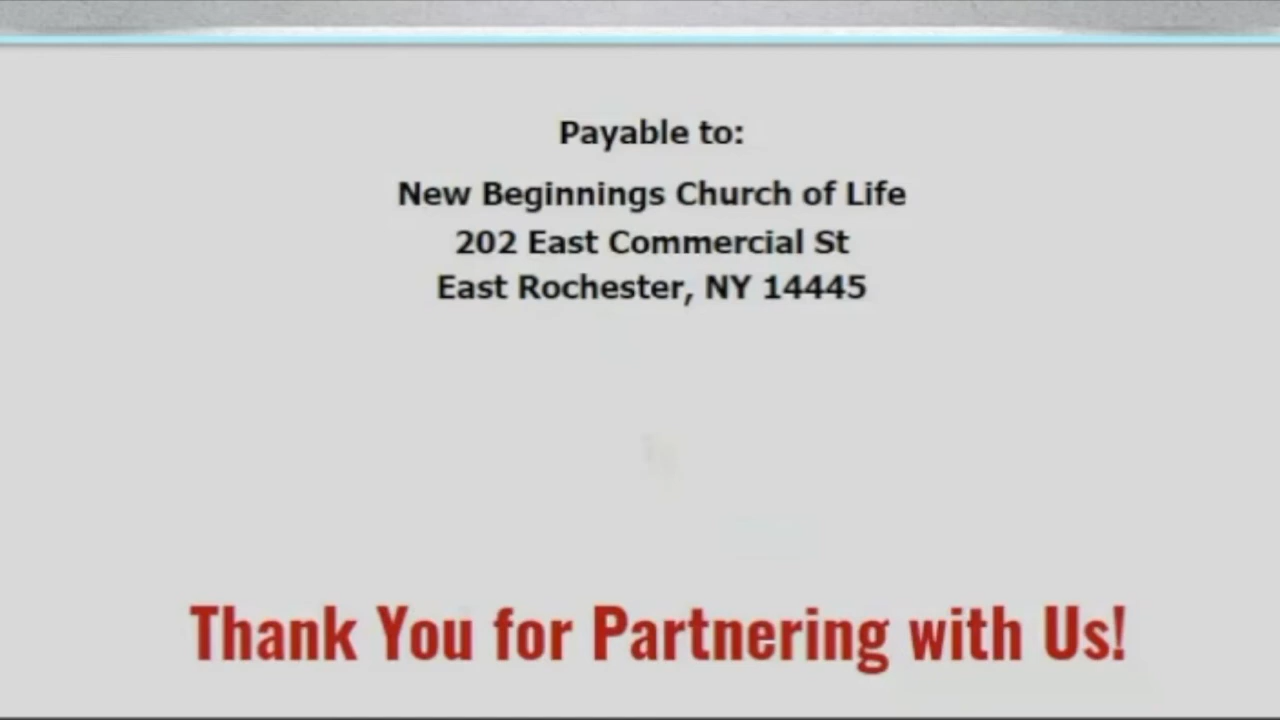 Payable to:
New Beginnings Church of Life
202 East Commercial St
East Rochester, NY 14445
Thank You for Partnering with Us!